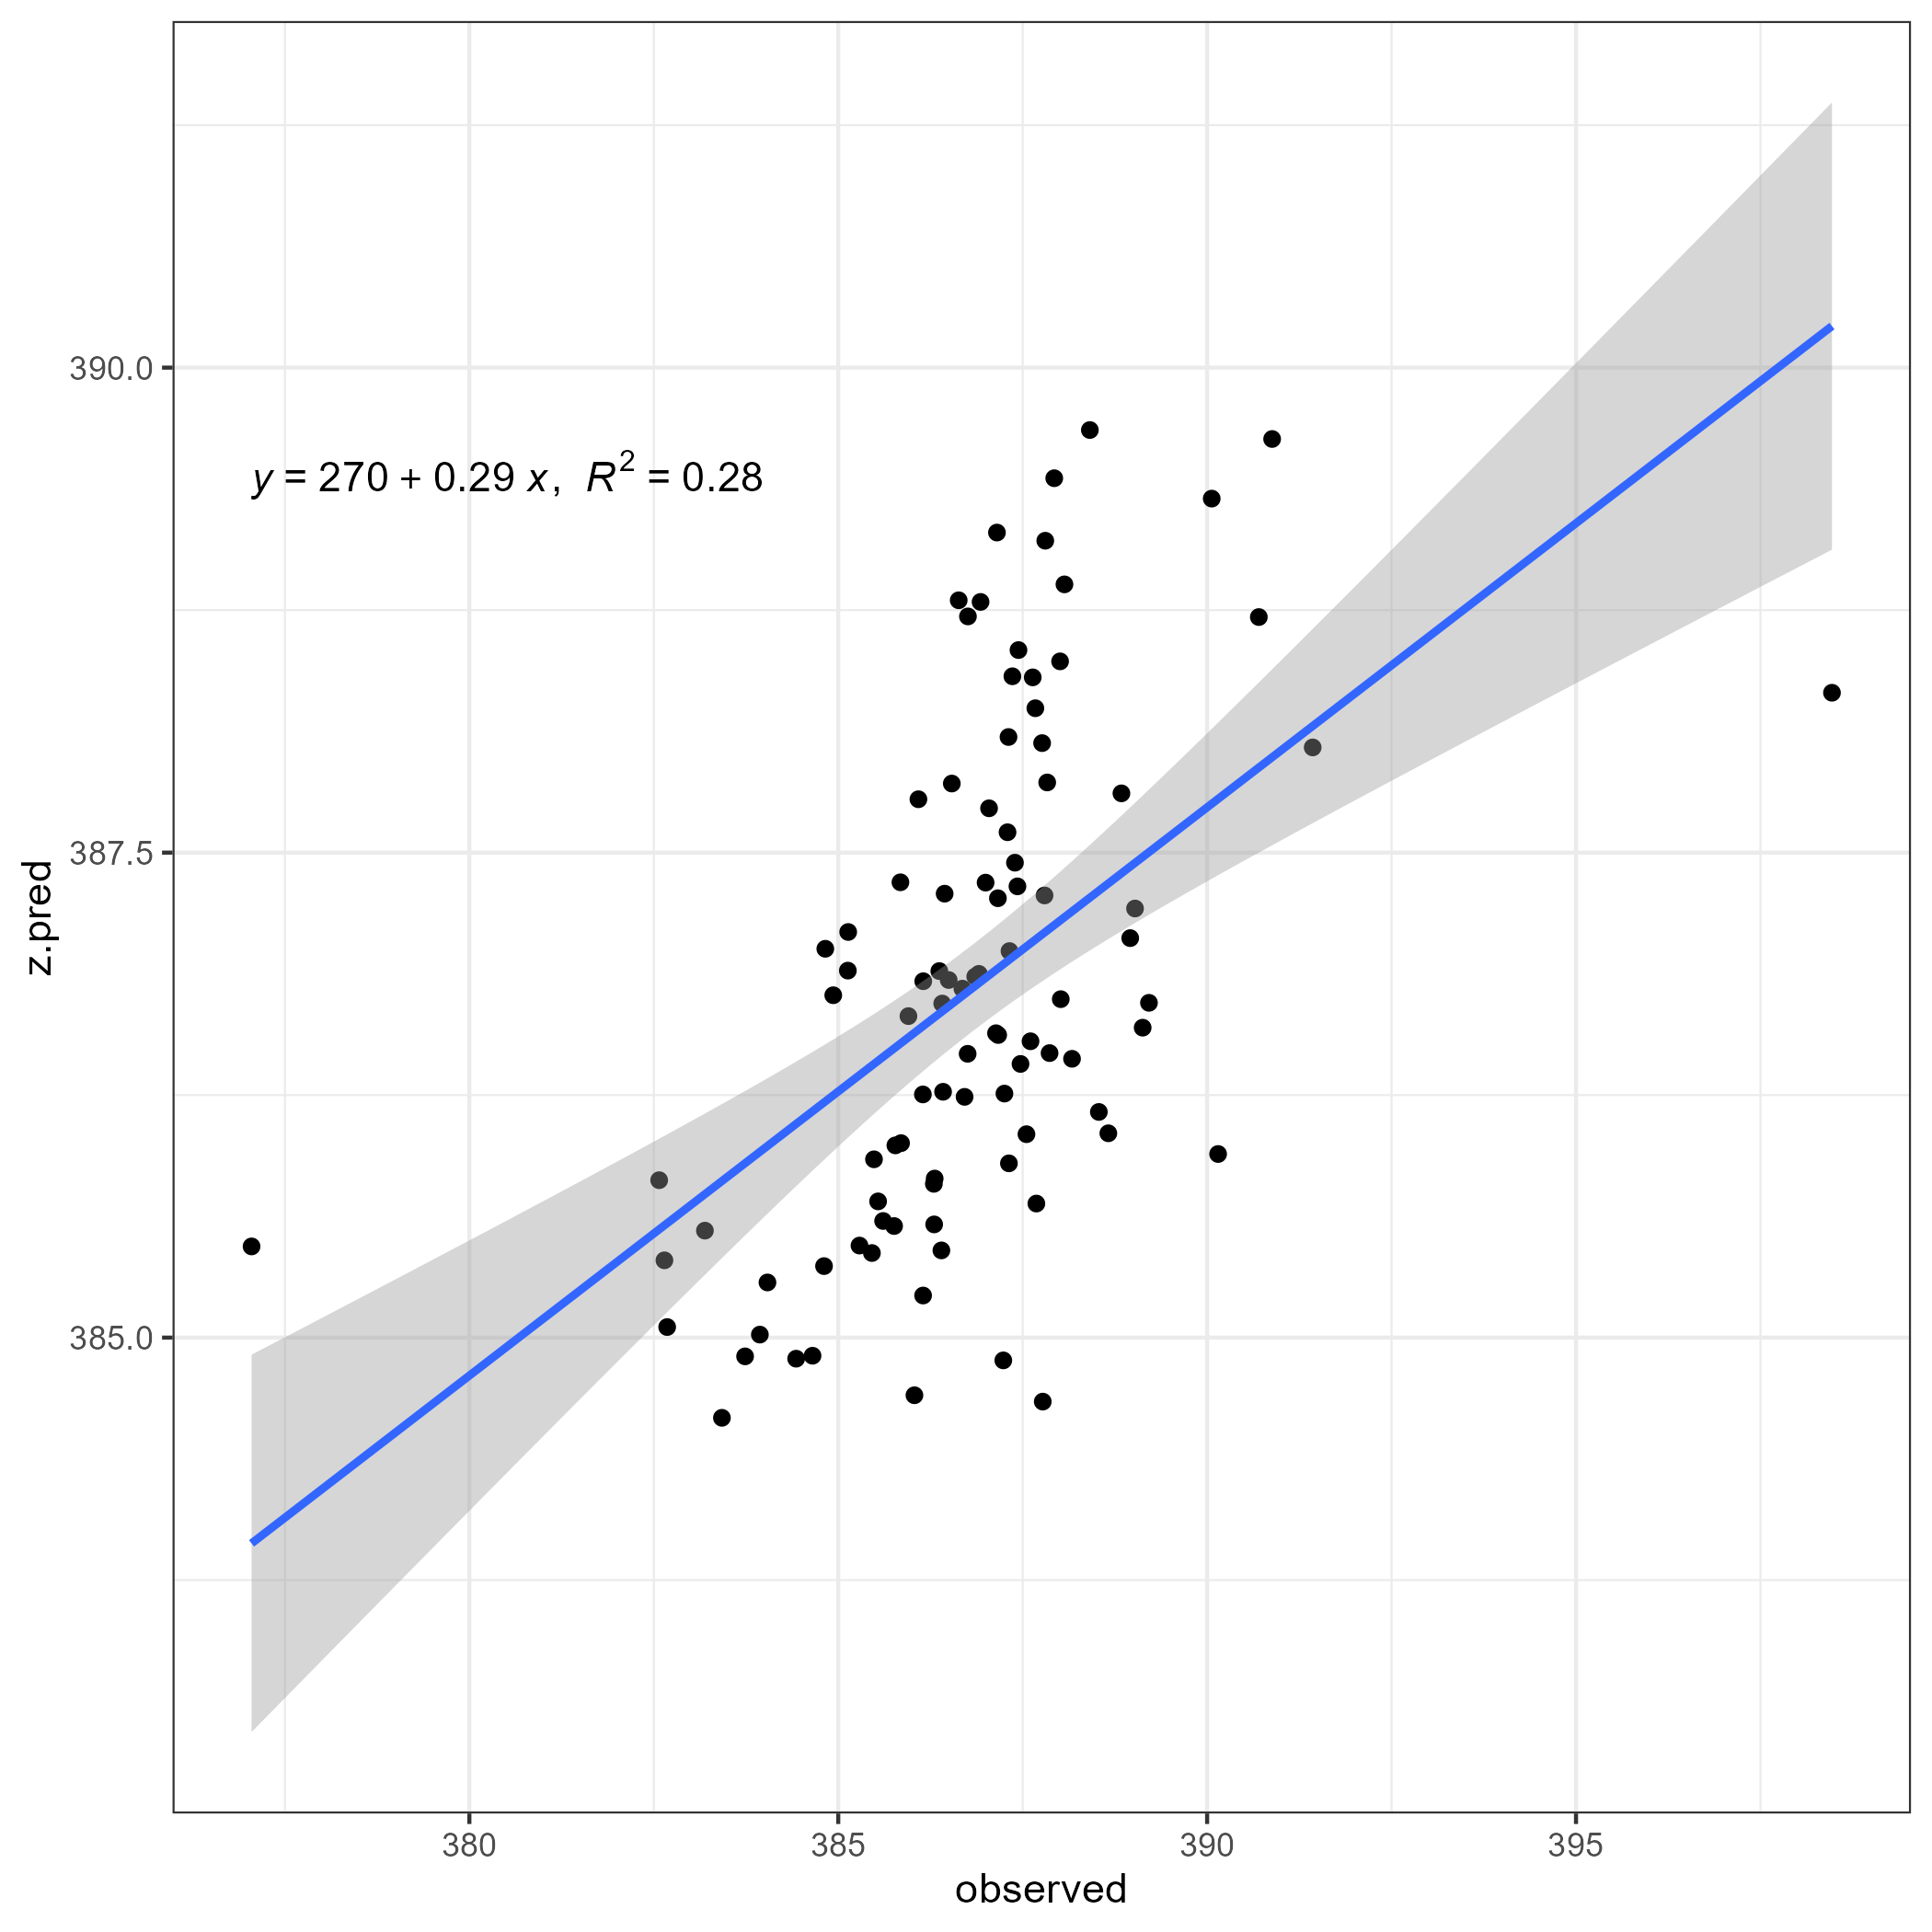 y = 270 + 0.29 x, R² = 0.28
390.0
387.5
385.0
z.pred
380 385 390 395
observed